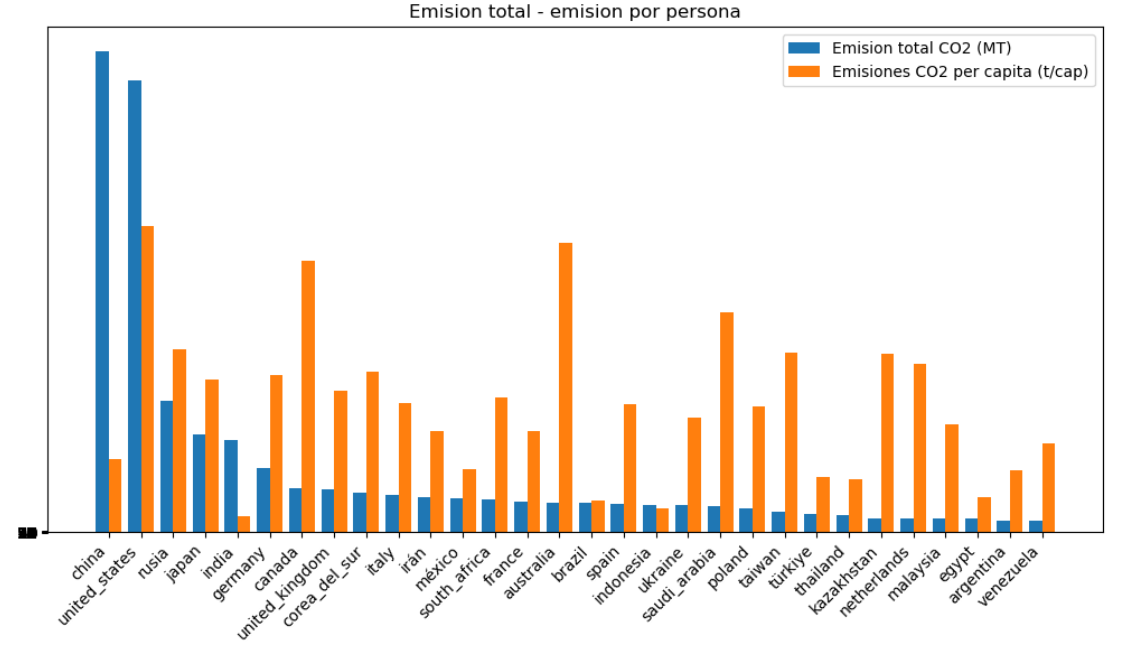 Emision total - emision por persona
Emision total CO2 (MT)
Emisiones CO2 per capita (t/cap)
china
united_states
rusia
japan
india
germany
canada
united_kingdom
corea_del_sur
italy
irán
méxico
south_africa
france
australia
brazil
spain
indonesia
ukraine
saudi_arabia
poland
taiwan
türkiye
thailand
kazakhstan
netherlands
malaysia
egypt
argentina
venezuela